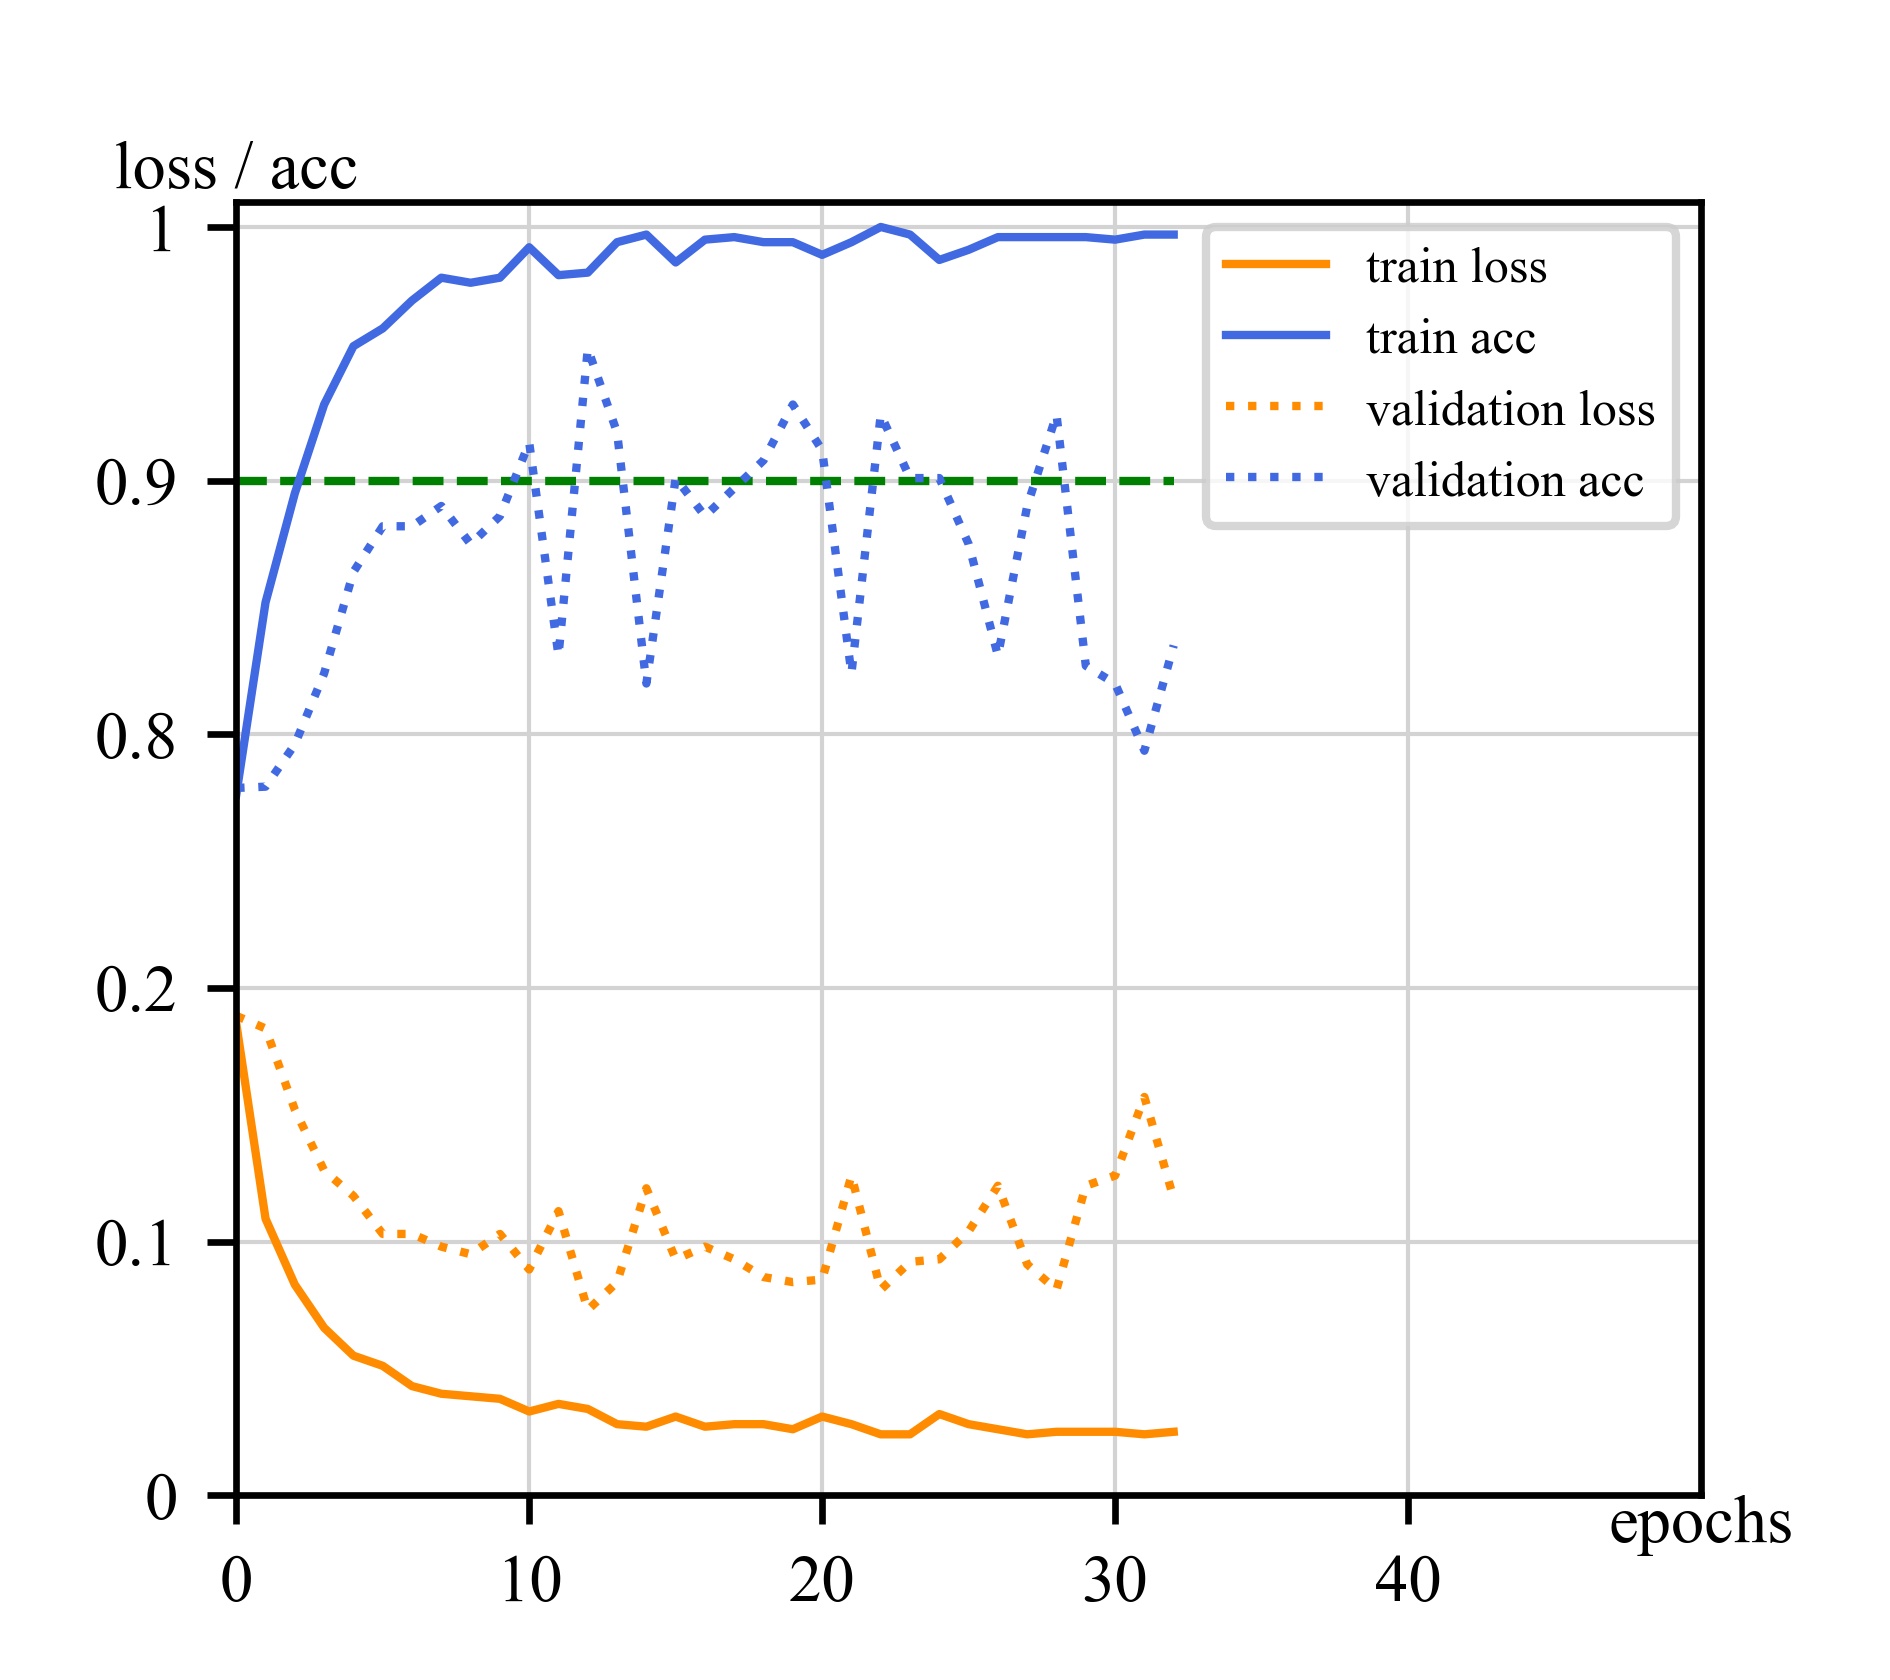 loss / acc
1
0.9
0.8
0.2
0.1
0
train loss
train acc
validation loss
validation acc
epochs
0 10 20 30 40